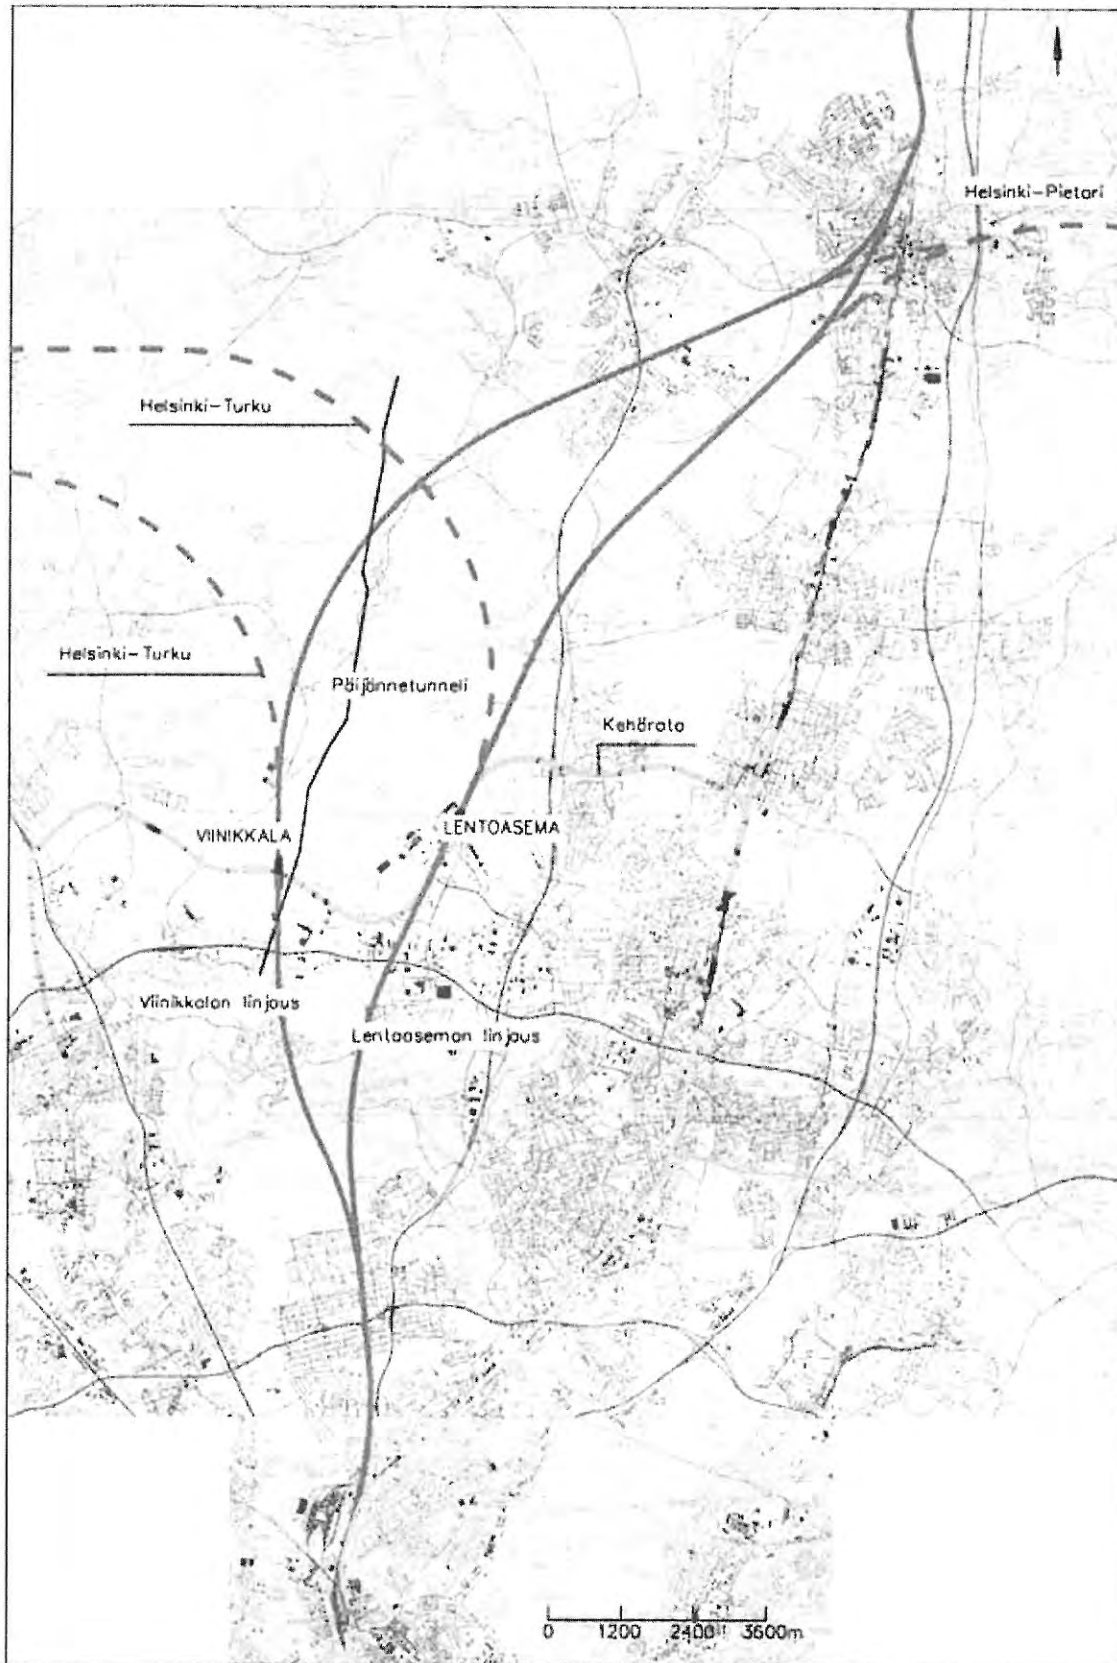 Helsinki-Pietari
Helsinki-Turku
Helsinki-Turku
Päijännetunneli
Kehärata
VIINIKKALA
LENTOASEMA
Viinikkalan linjaus
Lentoaseman linjaus
0 1200 2400 3600m